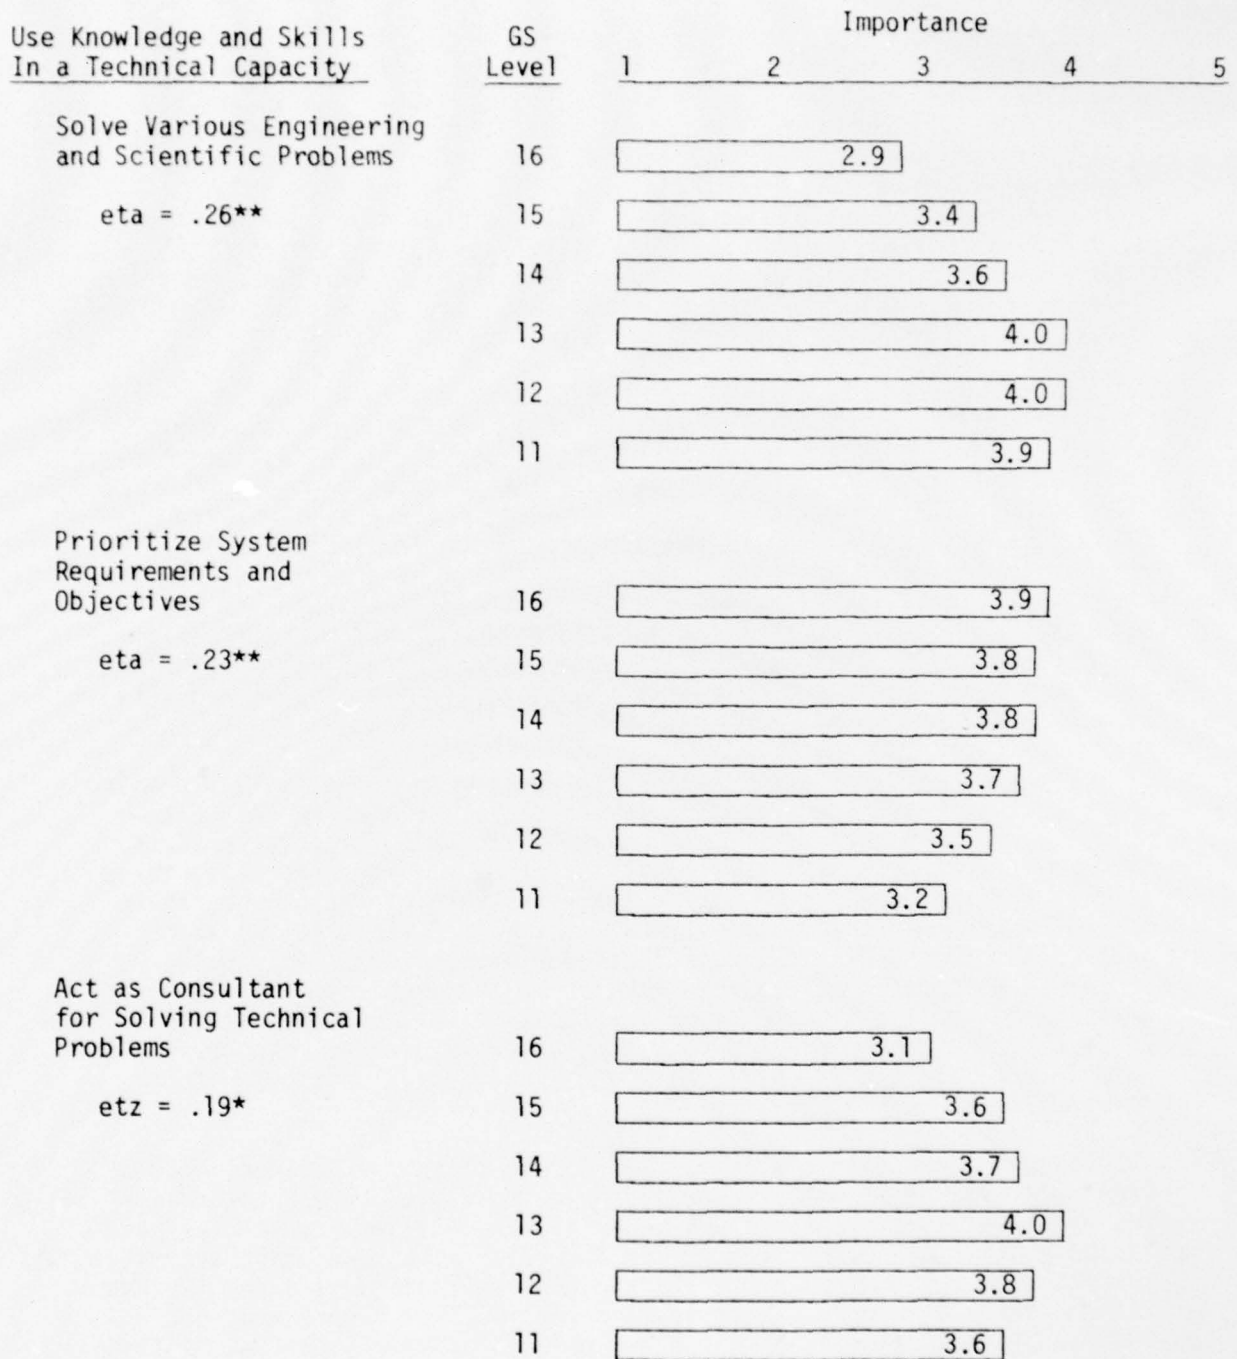 Importance
Use Knowledge and Skills GS
In a Technical Capacity Level 1 2 3 4 5
Solve Various Engineering
and Scientific Problems 16 2.9
eta = .26** 15 3.4
14 3.6
13 4.0
12 4.0
11 3.9
Prioritize System
Requirements and
Objectives 16 3.9
eta = .23** 15 3.8
14 3.8
13 3.7
12 3.5
11 3.2
Act as Consultant
for Solving Technical
Problems 16 3.1
etz = .19* 15 3.6
14 3.7
13 4.0
12 3.8
11 3.6